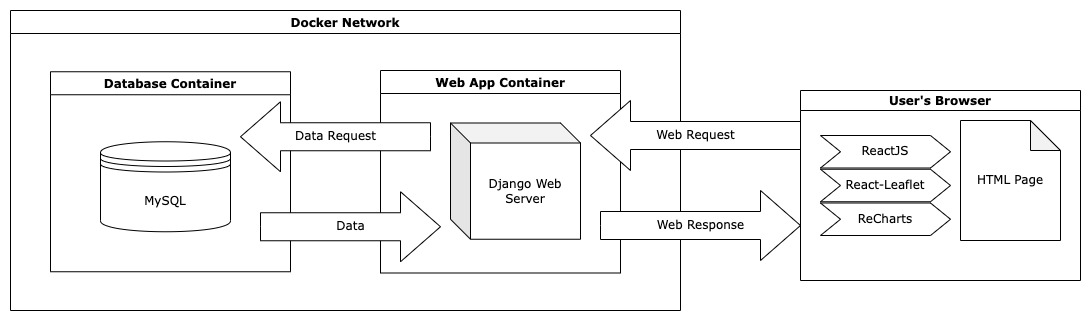 Docker Network
Database Container
Web App Container
User's Browser
Data Request
Web Request
ReactJS
React-Leaflet
ReCharts
HTML Page
MySQL
Django Web
Server
Data
Web Response